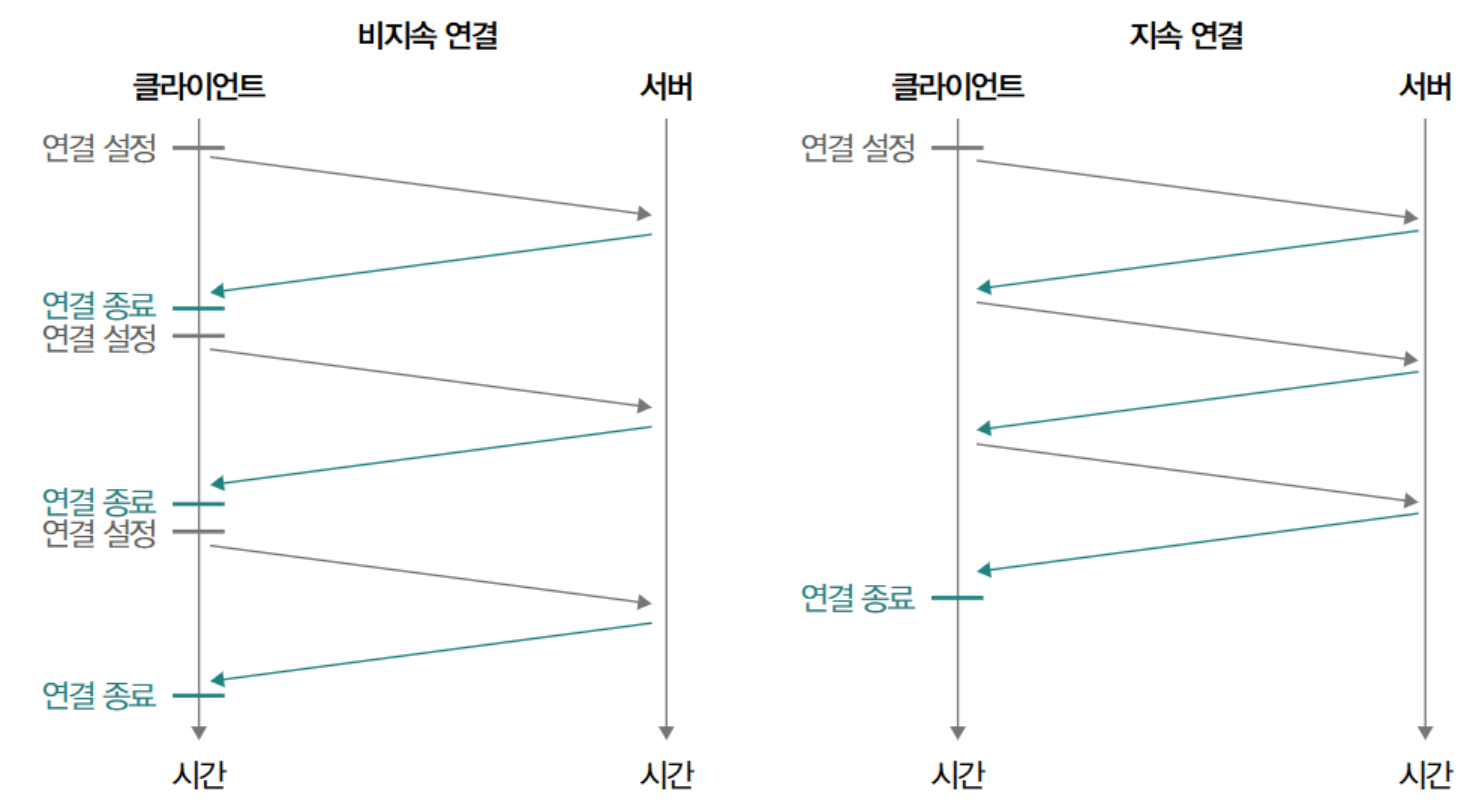 비지속 연결
클라이언트 서버
연결 설정
연결 종료
연결 설정
연결 종료
연결 설정
연결 종료
시간 시간
지속 연결
클라이언트 서버
연결 설정
연결 종료
시간 시간